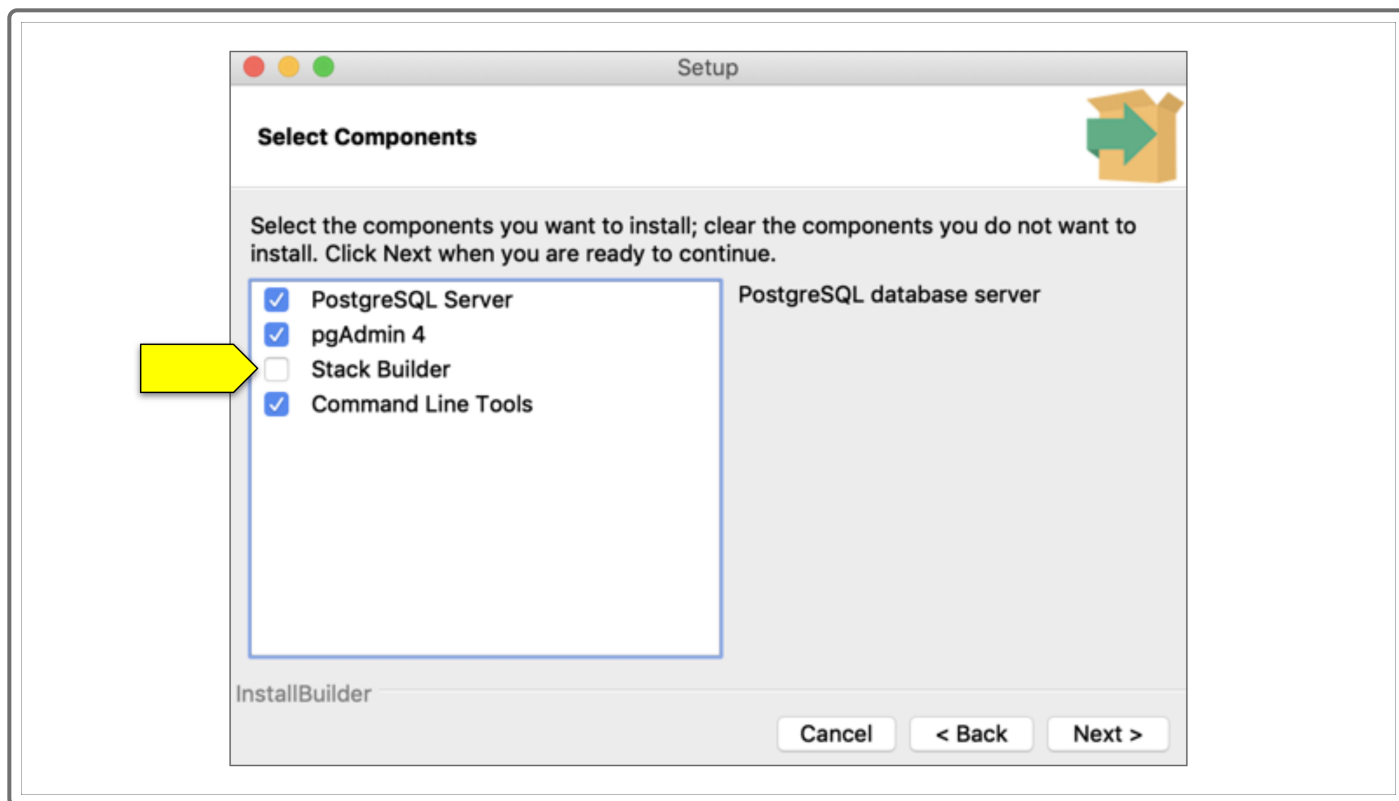 Setup
Select Components
Select the components you want to install; clear the components you do not want to
install. Click Next when you are ready to continue.
PostgreSQL Server
pgAdmin 4
Stack Builder
Command Line Tools
PostgreSQL database server
InstallBuilder
Cancel
< Back
Next >